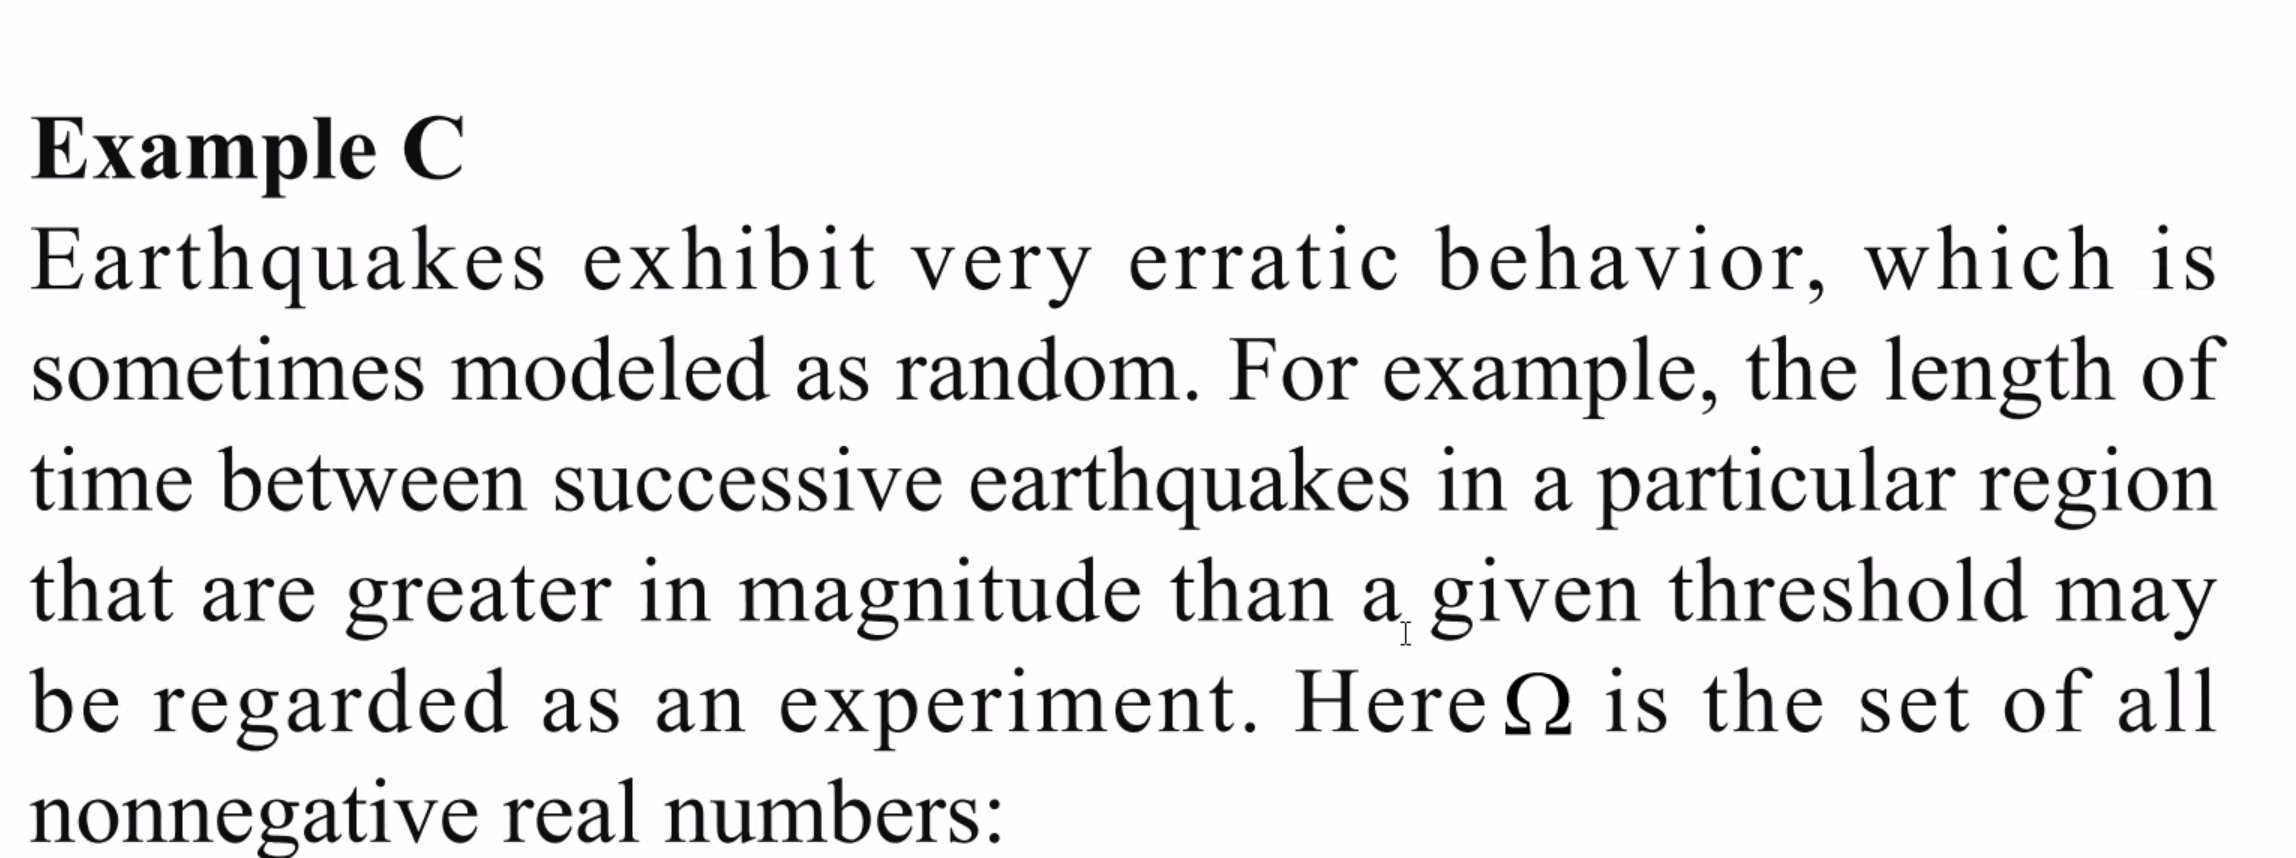 Example C
Earthquakes exhibit very erratic behavior, which is
sometimes modeled as random. For example, the length of
time between successive earthquakes in a particular region
that are greater in magnitude than a given threshold may
be regarded as an experiment. Here Ω is the set of all
nonnegative real numbers: